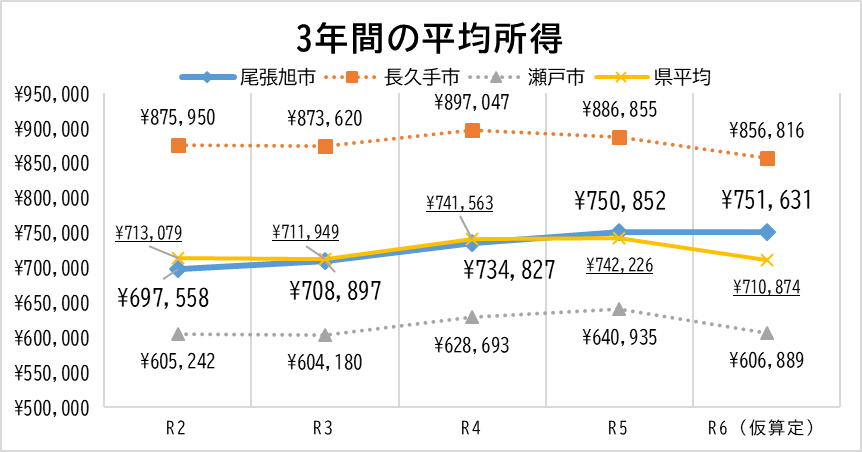 3年間の平均所得
尾張旭市 長久手市 瀬戸市 県平均
¥950,000
¥900,000
¥850,000
¥800,000
¥750,000
¥700,000
¥650,000
¥600,000
¥550,000
¥500,000
¥875,950 ¥873,620 ¥897,047 ¥886,855 ¥856,816
¥713,079 ¥711,949 ¥741,563 ¥750,852 ¥751,631
¥697,558 ¥708,897 ¥734,827 ¥742,226 ¥710,874
¥605,242 ¥604,180 ¥628,693 ¥640,935 ¥606,889
R2 R3 R4 R5 R6（仮算定）